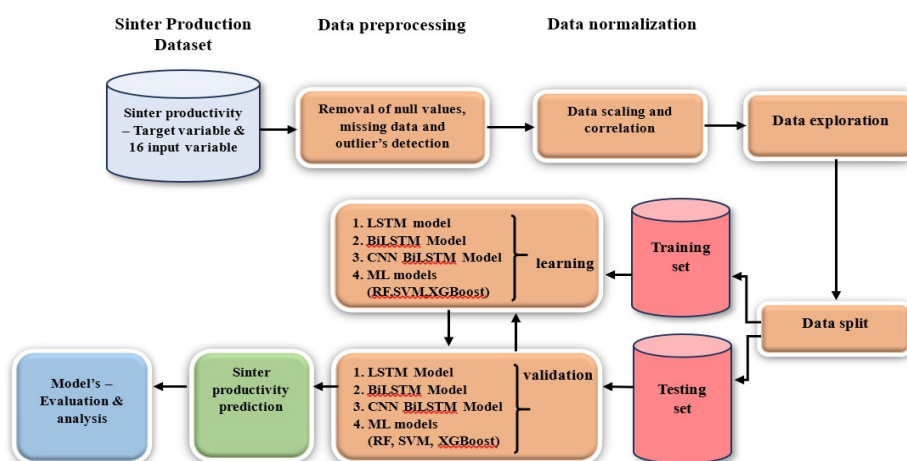 Sinter Production
Dataset
Data preprocessing
Data normalization
Sinter productivity
– Target variable &
16 input variable
Removal of null values,
missing data and
outlier's detection
Data scaling and
correlation
Data exploration
1. LSTM model
2. BiLSTM Model
3. CNN BiLSTM Model
4. ML models
(RF,SVM,XGBoost)
learning
Training
set
Data split
Model's –
Evaluation &
analysis
Sinter
productivity
prediction
1. LSTM Model
2. BiLSTM Model
3. CNN BiLSTM Model
4. ML models
(RF, SVM, XGBoost)
validation
Testing
set